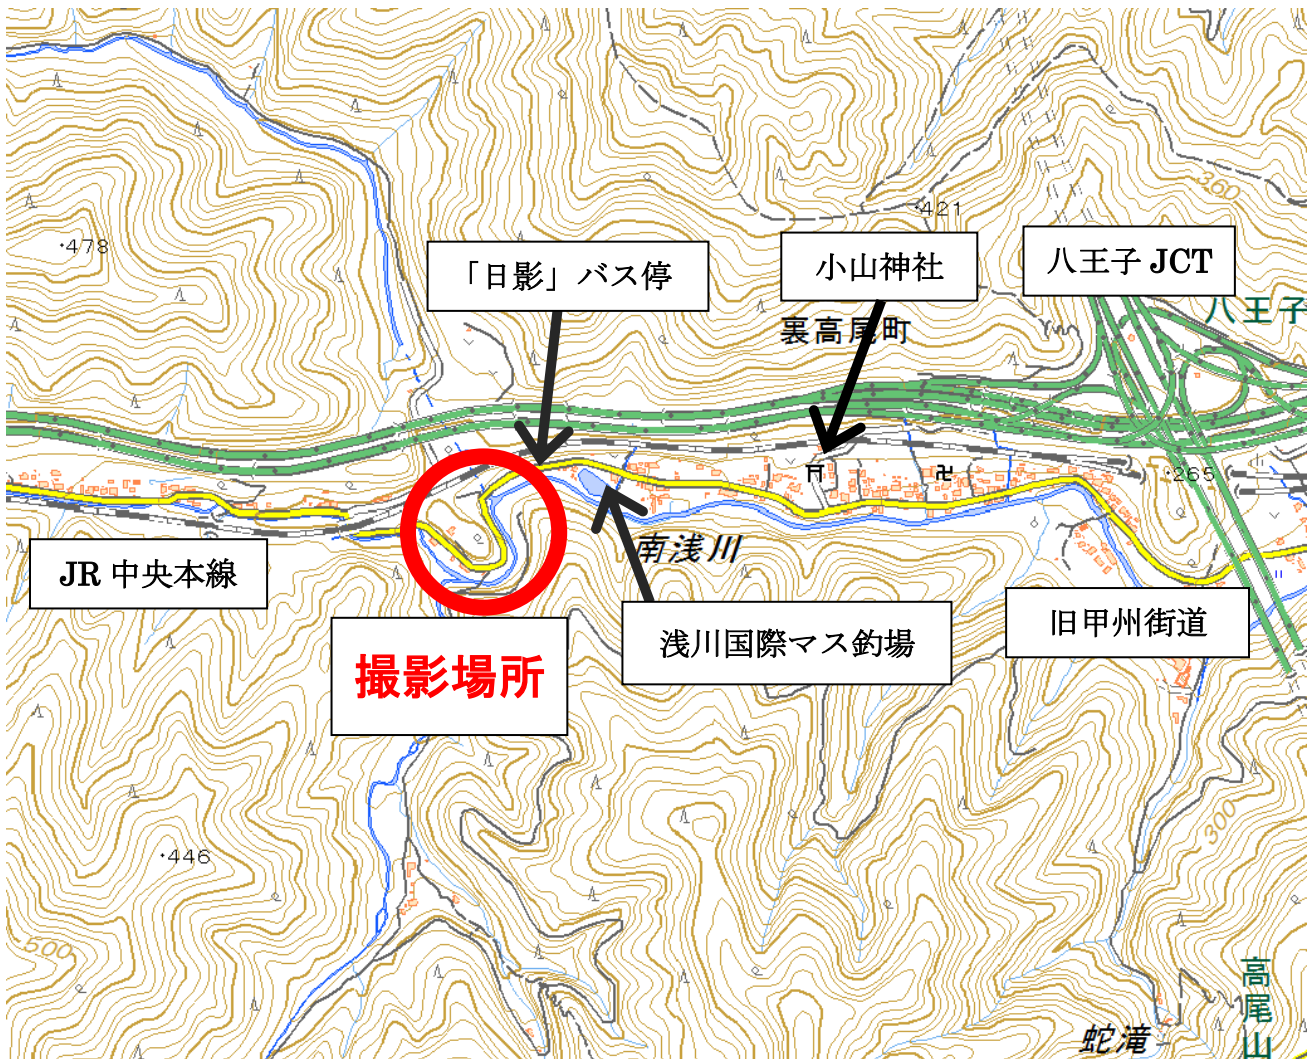 360
・421
・478
「日影」バス停
小山神社
八王子 JCT
八王子
裏高尾町
・265
南浅川
JR 中央本線
浅川国際マス釣場
旧甲州街道
撮影場所
300
・446
500
高尾山
蛇滝